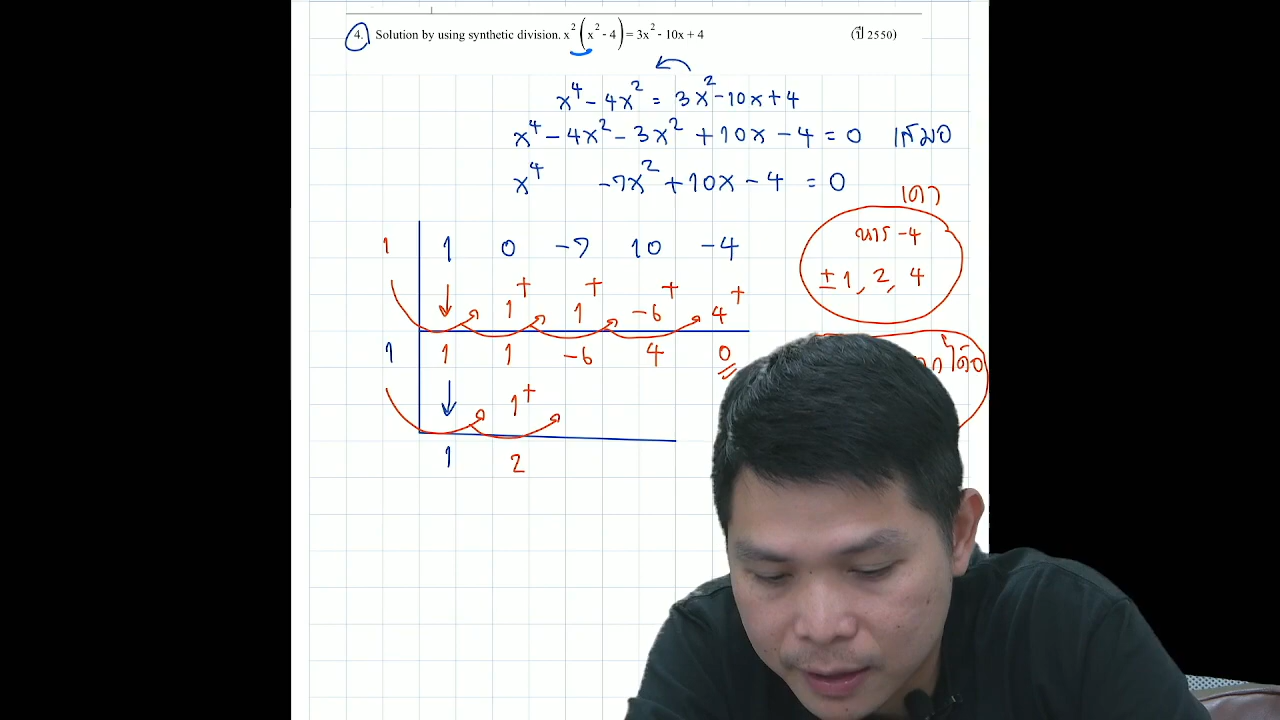 4. Solution by using synthetic division. x²(x² - 4) = 3x² - 10x + 4 (ปี 2550)
x⁴ - 4x² = 3x² - 10x + 4
x⁴ - 4x² - 3x² + 10x - 4 = 0 เสมอ
x⁴ -7x² + 10x - 4 = 0
เดา
หาร -4
± 1, 2, 4
1 1 0 -7 10 -4
1+ 1+ -6+ 4+
1 1 1 -6 4 0
1+
1 2